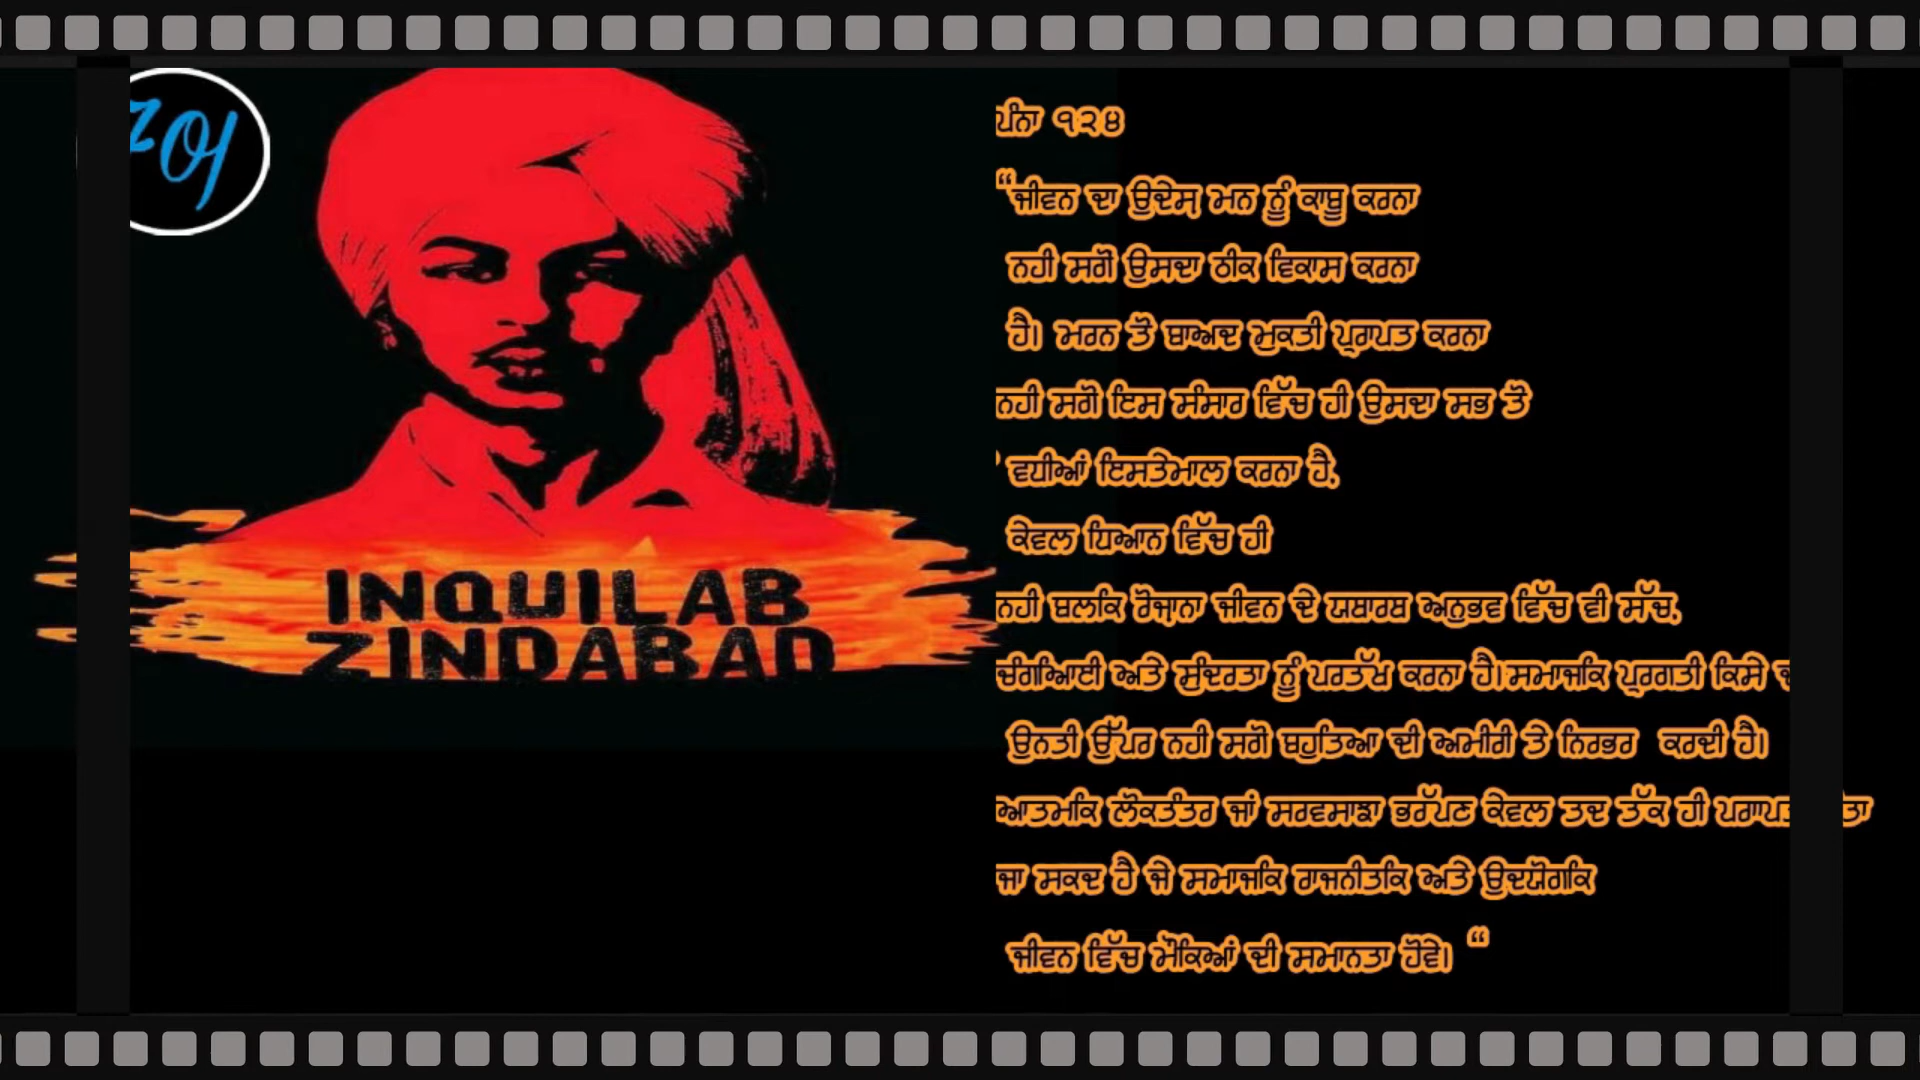 ਪੰਨਾ ੧੨੪
“ਜੀਵਨ ਦਾ ਉਦੇਸ਼ ਮਨ ਨੂੰ ਕਾਬੂ ਕਰਨਾ
ਨਹੀ ਸਗੋ ਉਸਦਾ ਠੀਕ ਵਿਕਾਸ ਕਰਨਾ
ਹੈ। ਮਰਨ ਤੋ ਬਾਅਦ ਮੁਕਤੀ ਪ੍ਰਾਪਤ ਕਰਨਾ
ਨਹੀ ਸਗੋ ਇਸ ਸੰਸਾਰ ਵਿੱਚ ਹੀ ਉਸਦਾ ਸਭ ਤੋ
ਵਧੀਆਂ ਇਸਤੇਮਾਲ ਕਰਨਾ ਹੈ,
ਕੇਵਲ ਧਿਆਨ ਵਿੱਚ ਹੀ
ਨਹੀ ਬਲਕਿ ਰੋਜ਼ਾਨਾ ਜੀਵਨ ਦੇ ਯਥਾਰਥ ਅਨੁਭਵ ਵਿੱਚ ਵੀ ਸੱਚ,
ਚੰਗਿਆਈ ਅਤੇ ਸੁੰਦਰਤਾ ਨੂੰ ਪਰਤੱਖ ਕਰਨਾ ਹੈ।ਸਮਾਜਕਿ ਪ੍ਰਗਤੀ ਕਿਸੇ
ਉਨਤੀ ਉੱਪਰ ਨਹੀ ਸਗੋ ਬਹੁਤਿਆ ਦੀ ਅਮੀਰੀ ਤੇ ਨਿਰਭਰ ਕਰਦੀ ਹੈ।
ਆਤਮਕਿ ਲੋਕਤੰਤਰ ਜਾਂ ਸਰਵਸਾਝਾ ਭਰੱਪਣ ਕੇਵਲ ਤਦ ਤੱਕ ਹੀ
ਜਾ ਸਕਦ ਹੈ ਜੇ ਸਮਾਜਕਿ ਰਾਜਨੀਤਕਿ ਅਤੇ ਉਦਯੋਗਕਿ
ਜੀਵਨ ਵਿੱਚ ਮੌਕਿਆਂ ਦੀ ਸਮਾਨਤਾ ਹੋਵੇ। “
INQUILAB
ZINDABAD